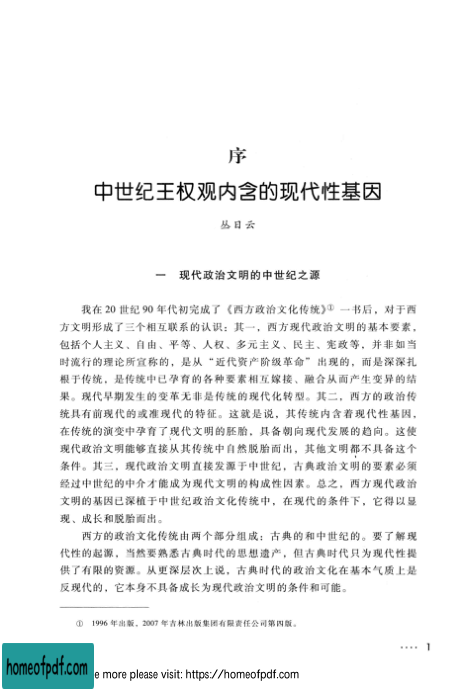 序
中世纪王权观内含的现代性基因
丛日云
一 现代政治文明的中世纪之源
我在 20 世纪 90 年代初完成了《西方政治文化传统》① 一书后，对于西
方文明形成了三个相互联系的认识：其一，西方现代政治文明的基本要素，
包括个人主义、自由、平等、人权、多元主义、民主、宪政等，并非如当
时流行的理论所宣称的，是从“近代资产阶级革命”出现的，而是深深扎
根于传统，是传统中已孕育的各种要素相互嫁接、融合从而产生变异的结
果。现代早期发生的变革无非是传统的现代化转型。其二，西方的政治传
统具有前现代的或准现代的特征。这就是说，其传统内含着现代性基因，
在传统的演变中孕育了现代文明的胚胎，具备朝向现代发展的趋向。这使
现代政治文明能够直接从其传统中自然脱胎而出，其他文明都不具备这个
条件。其三，现代政治文明直接发源于中世纪，古典政治文明的要素必须
经过中世纪的中介才能成为现代文明的构成性因素。总之，西方现代政治
文明的基因已深植于中世纪政治文化传统中，在现代的条件下，它得以显
现、成长和脱胎而出。
西方的政治文化传统由两个部分组成：古典的和中世纪的。要了解现
代性的起源，当然要熟悉古典时代的思想遗产，但古典时代只为现代性提
供了有限的资源。从更深层次上说，古典时代的政治文化在基本气质上是
反现代的，它本身不具备成长为现代政治文明的条件和可能。
① 1996 年出版，2007 年吉林出版集团有限责任公司第四版。
···· 1
homeofpdf.com
e more please visit: https://homeofpdf.com